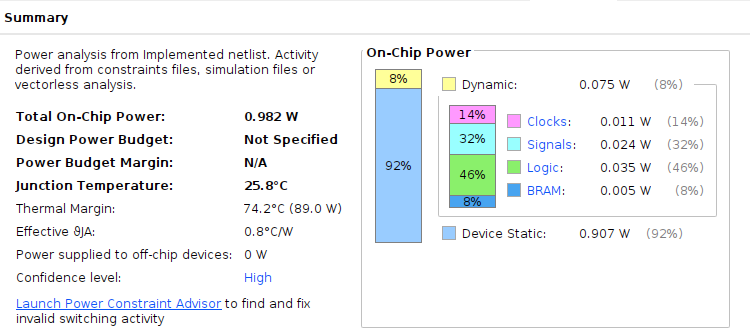 Summary
Power analysis from Implemented netlist. Activity
derived from constraints files, simulation files or
vectorless analysis.
Total On-Chip Power: 0.982 W
Design Power Budget: Not Specified
Power Budget Margin: N/A
Junction Temperature: 25.8°C
Thermal Margin: 74.2°C (89.0 W)
Effective ϑJA: 0.8°C/W
Power supplied to off-chip devices: 0 W
Confidence level: High
Launch Power Constraint Advisor to find and fix
invalid switching activity
On-Chip Power
8%
92%
Dynamic: 0.075 W (8%)
14%
32%
46%
8%
Clocks: 0.011 W (14%)
Signals: 0.024 W (32%)
Logic: 0.035 W (46%)
BRAM: 0.005 W (8%)
Device Static: 0.907 W (92%)